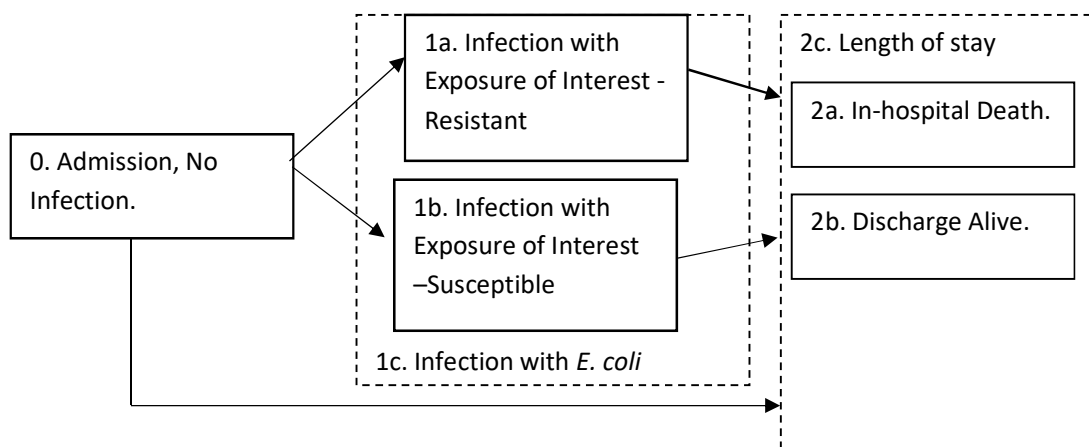 0. Admission, No
Infection.
1a. Infection with
Exposure of Interest -
Resistant
1b. Infection with
Exposure of Interest
–Susceptible
1c. Infection with E. coli
2c. Length of stay
2a. In-hospital Death.
2b. Discharge Alive.